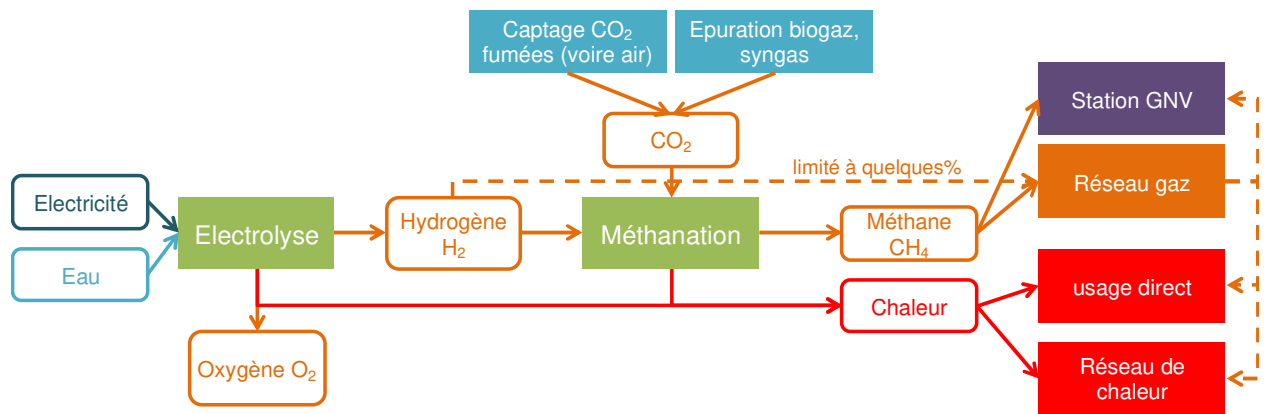 Captage CO₂
fumées (voire air)
Epuration biogaz,
syngas
Station GNV
CO₂
limité à quelques%
Réseau gaz
Electricité
Electrolyse
Hydrogène
H₂
Méthanation
Méthane
CH₄
Eau
Chaleur
usage direct
Oxygène O₂
Réseau de
chaleur